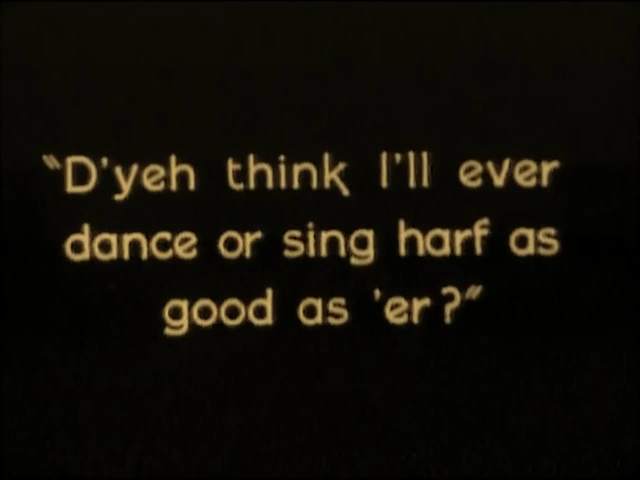 "D'yeh think I'll ever
dance or sing harf as
good as 'er?"